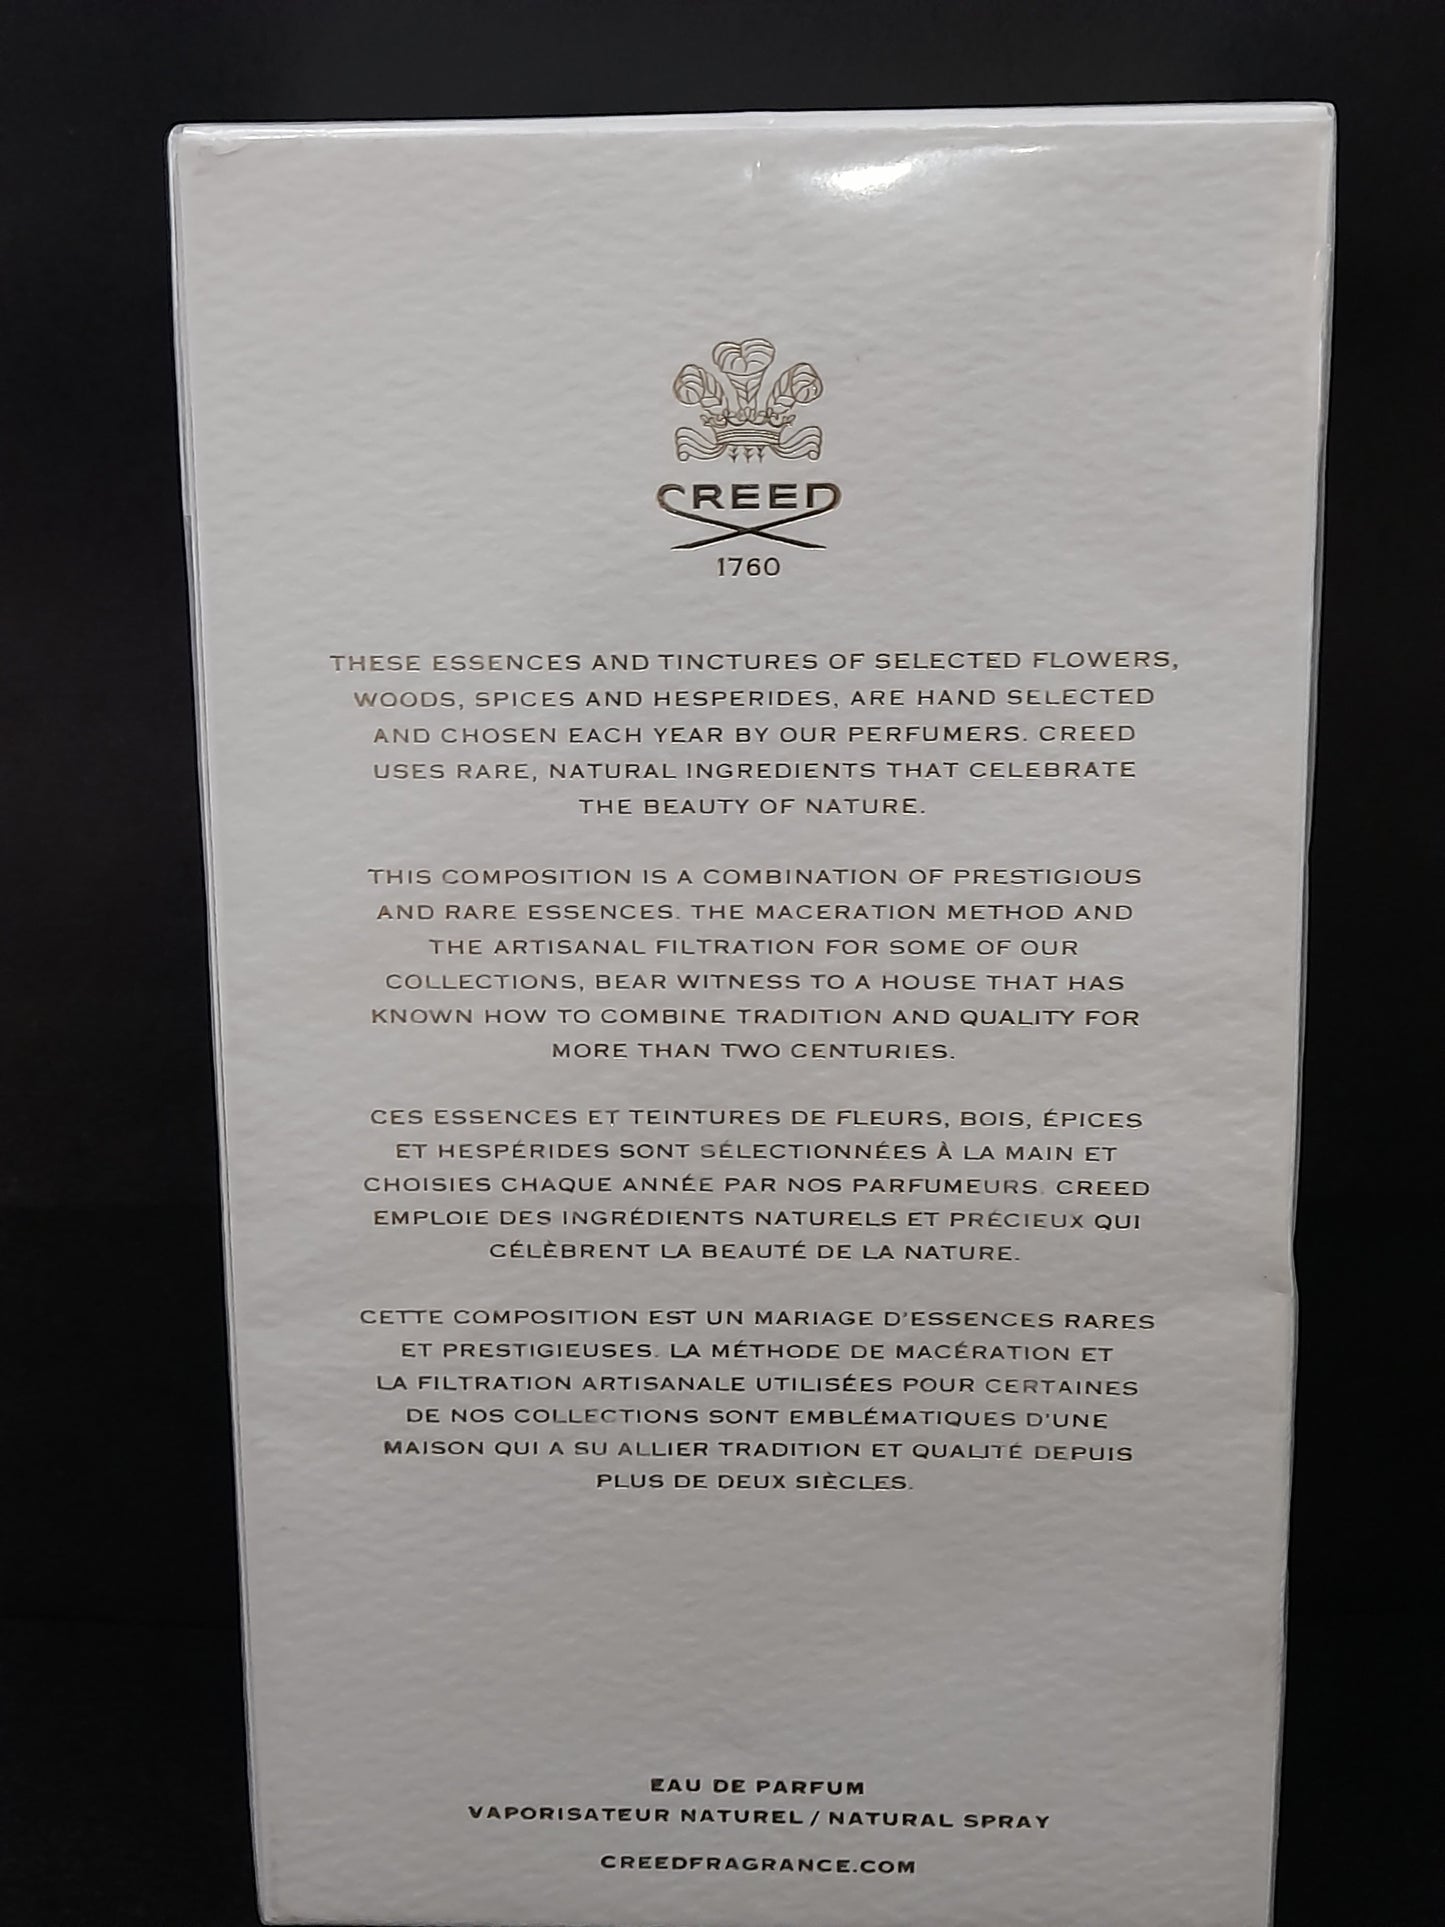 CREED
1760
THESE ESSENCES AND TINCTURES OF SELECTED FLOWERS,
WOODS, SPICES AND HESPERIDES, ARE HAND SELECTED
AND CHOSEN EACH YEAR BY OUR PERFUMERS. CREED
USES RARE, NATURAL INGREDIENTS THAT CELEBRATE
THE BEAUTY OF NATURE.
THIS COMPOSITION IS A COMBINATION OF PRESTIGIOUS
AND RARE ESSENCES. THE MACERATION METHOD AND
THE ARTISANAL FILTRATION FOR SOME OF OUR
COLLECTIONS, BEAR WITNESS TO A HOUSE THAT HAS
KNOWN HOW TO COMBINE TRADITION AND QUALITY FOR
MORE THAN TWO CENTURIES.
CES ESSENCES ET TEINTURES DE FLEURS, BOIS, ÉPICES
ET HESPÉRIDES SONT SÉLECTIONNÉES À LA MAIN ET
CHOISIES CHAQUE ANNÉE PAR NOS PARFUMEURS. CREED
EMPLOIE DES INGRÉDIENTS NATURELS ET PRÉCIEUX QUI
CÉLÈBRENT LA BEAUTÉ DE LA NATURE.
CETTE COMPOSITION EST UN MARIAGE D'ESSENCES RARES
ET PRESTIGIEUSES. LA MÉTHODE DE MACÉRATION ET
LA FILTRATION ARTISANALE UTILISÉES POUR CERTAINES
DE NOS COLLECTIONS SONT EMBLÉMATIQUES D'UNE
MAISON QUI A SU ALLIER TRADITION ET QUALITÉ DEPUIS
PLUS DE DEUX SIÈCLES.
EAU DE PARFUM
VAPORISATEUR NATUREL / NATURAL SPRAY
CREEDFRAGRANCE.COM